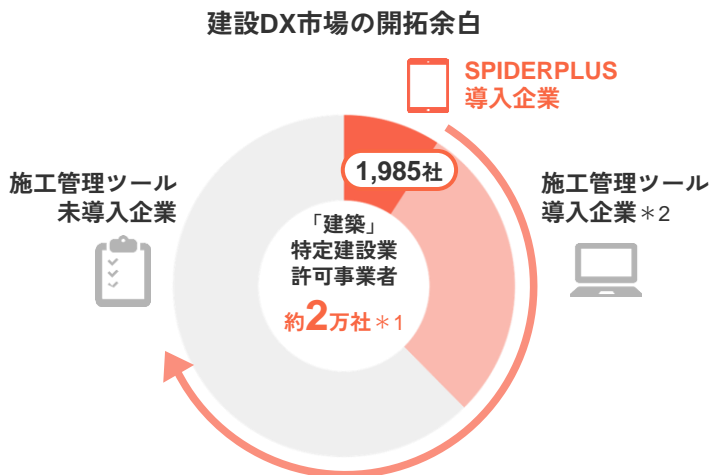 建設DX市場の開拓余白
SPIDERPLUS
導入企業
1,985社
施工管理ツール
未導入企業
施工管理ツール
導入企業＊2
「建築」
特定建設業
許可事業者
約2万社＊1